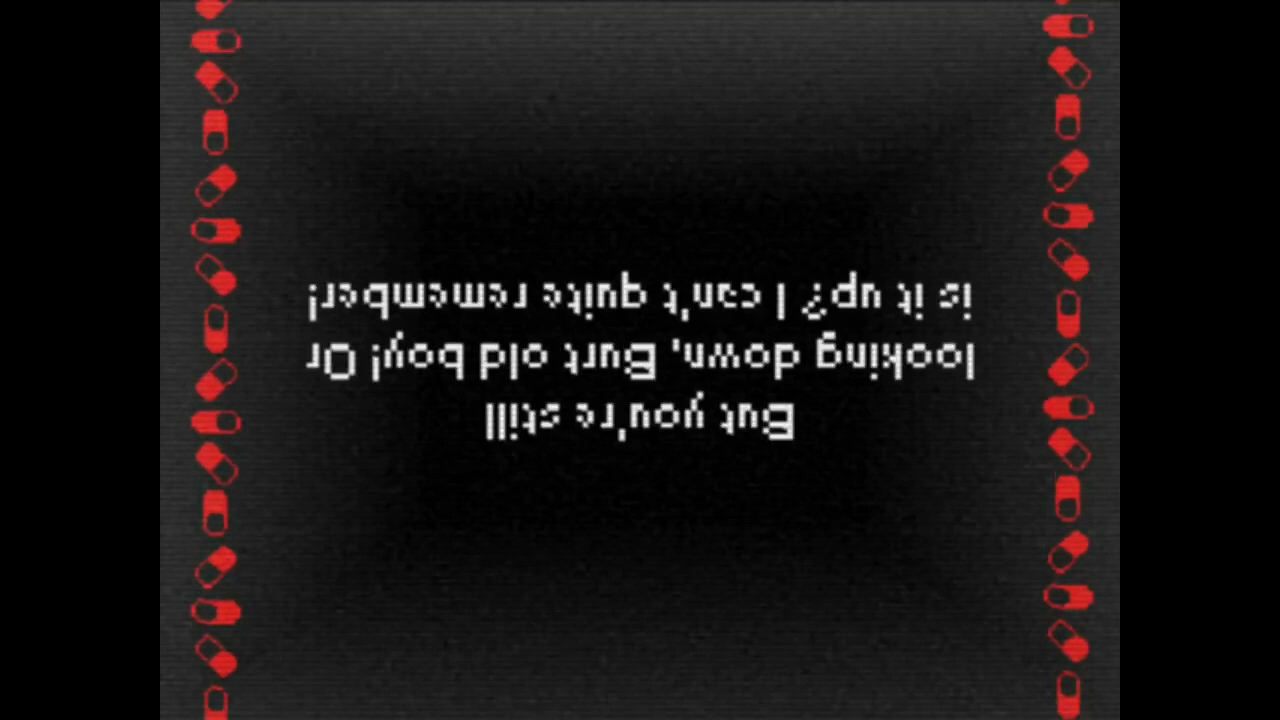 But you're still
looking down, Burt old boy! Or
is it up? I can't quite remember!